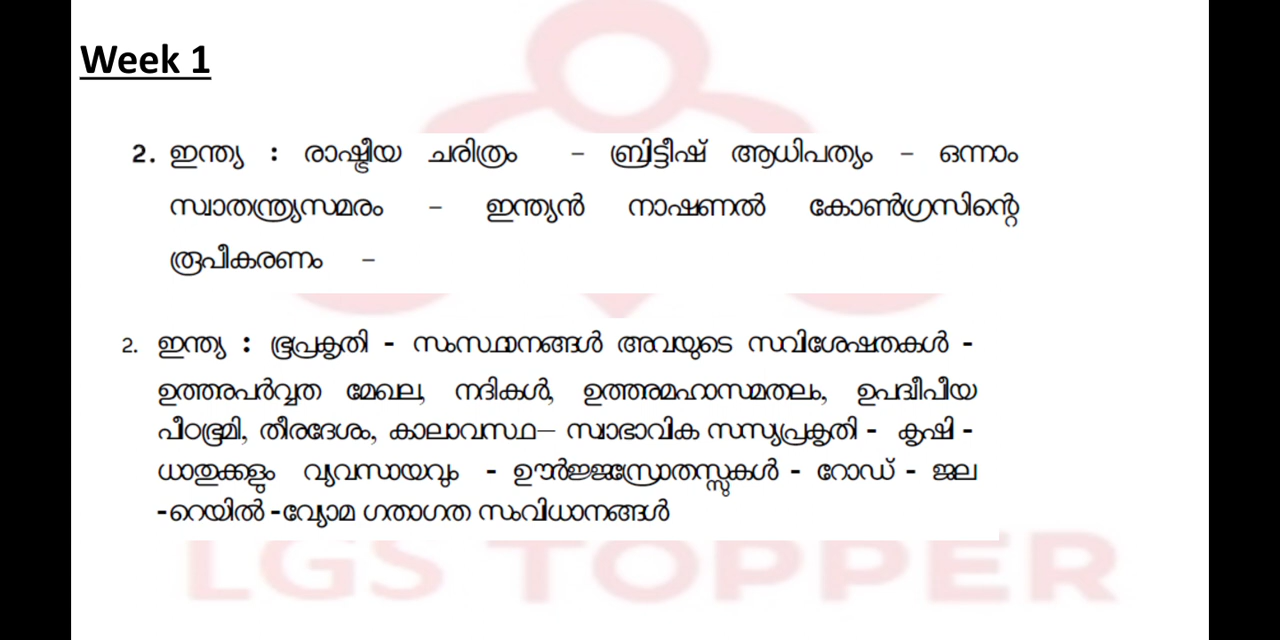 Week 1
2. ഇന്ത്യ : രാഷ്ട്രീയ ചരിത്രം – ബ്രിട്ടീഷ് ആധിപത്യം – ഒന്നാം
സ്വാതന്ത്ര്യസമരം – ഇന്ത്യൻ നാഷണൽ കോൺഗ്രസിന്റെ
രൂപീകരണം –
2. ഇന്ത്യ : ഭൂപ്രകൃതി - സംസ്ഥാനങ്ങൾ അവയുടെ സവിശേഷതകൾ -
ഉത്തരപർവ്വത മേഖല, നദികൾ, ഉത്തരമഹാസമതലം, ഉപദ്വീപീയ
പീഠഭൂമി, തീരദേശം, കാലാവസ്ഥ– സ്വാഭാവിക സസ്യപ്രകൃതി - കൃഷി -
ധാതുക്കളും വ്യവസായവും - ഊർജ്ജസ്രോതസ്സുകൾ - റോഡ് - ജല
-റെയിൽ -വ്യോമ ഗതാഗത സംവിധാനങ്ങൾ
LGS TOPPER